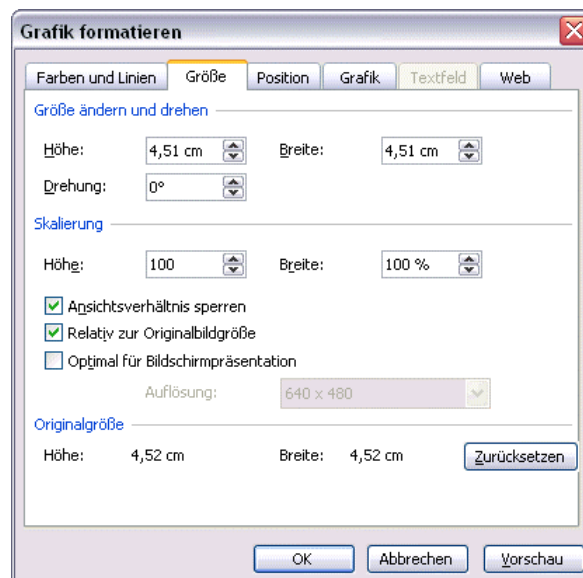 Grafik formatieren
Farben und Linien Größe Position Grafik Textfeld Web
Größe ändern und drehen
Höhe: 4,51 cm Breite: 4,51 cm
Drehung: 0°
Skalierung
Höhe: 100 Breite: 100 %
Ansichtsverhältnis sperren
Relativ zur Originalbildgröße
Optimal für Bildschirmpräsentation
Auflösung: 640 x 480
Originalgröße
Höhe: 4,52 cm Breite: 4,52 cm Zurücksetzen
OK Abbrechen Vorschau